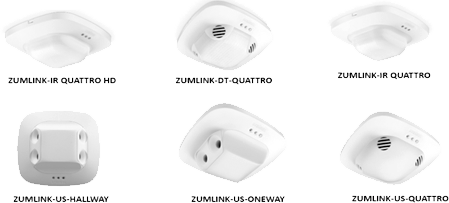 ZUMLINK-IR QUATTRO HD
ZUMLINK-DT-QUATTRO
ZUMLINK-IR QUATTRO
ZUMLINK-US-HALLWAY
ZUMLINK-US-ONEWAY
ZUMLINK-US-QUATTRO